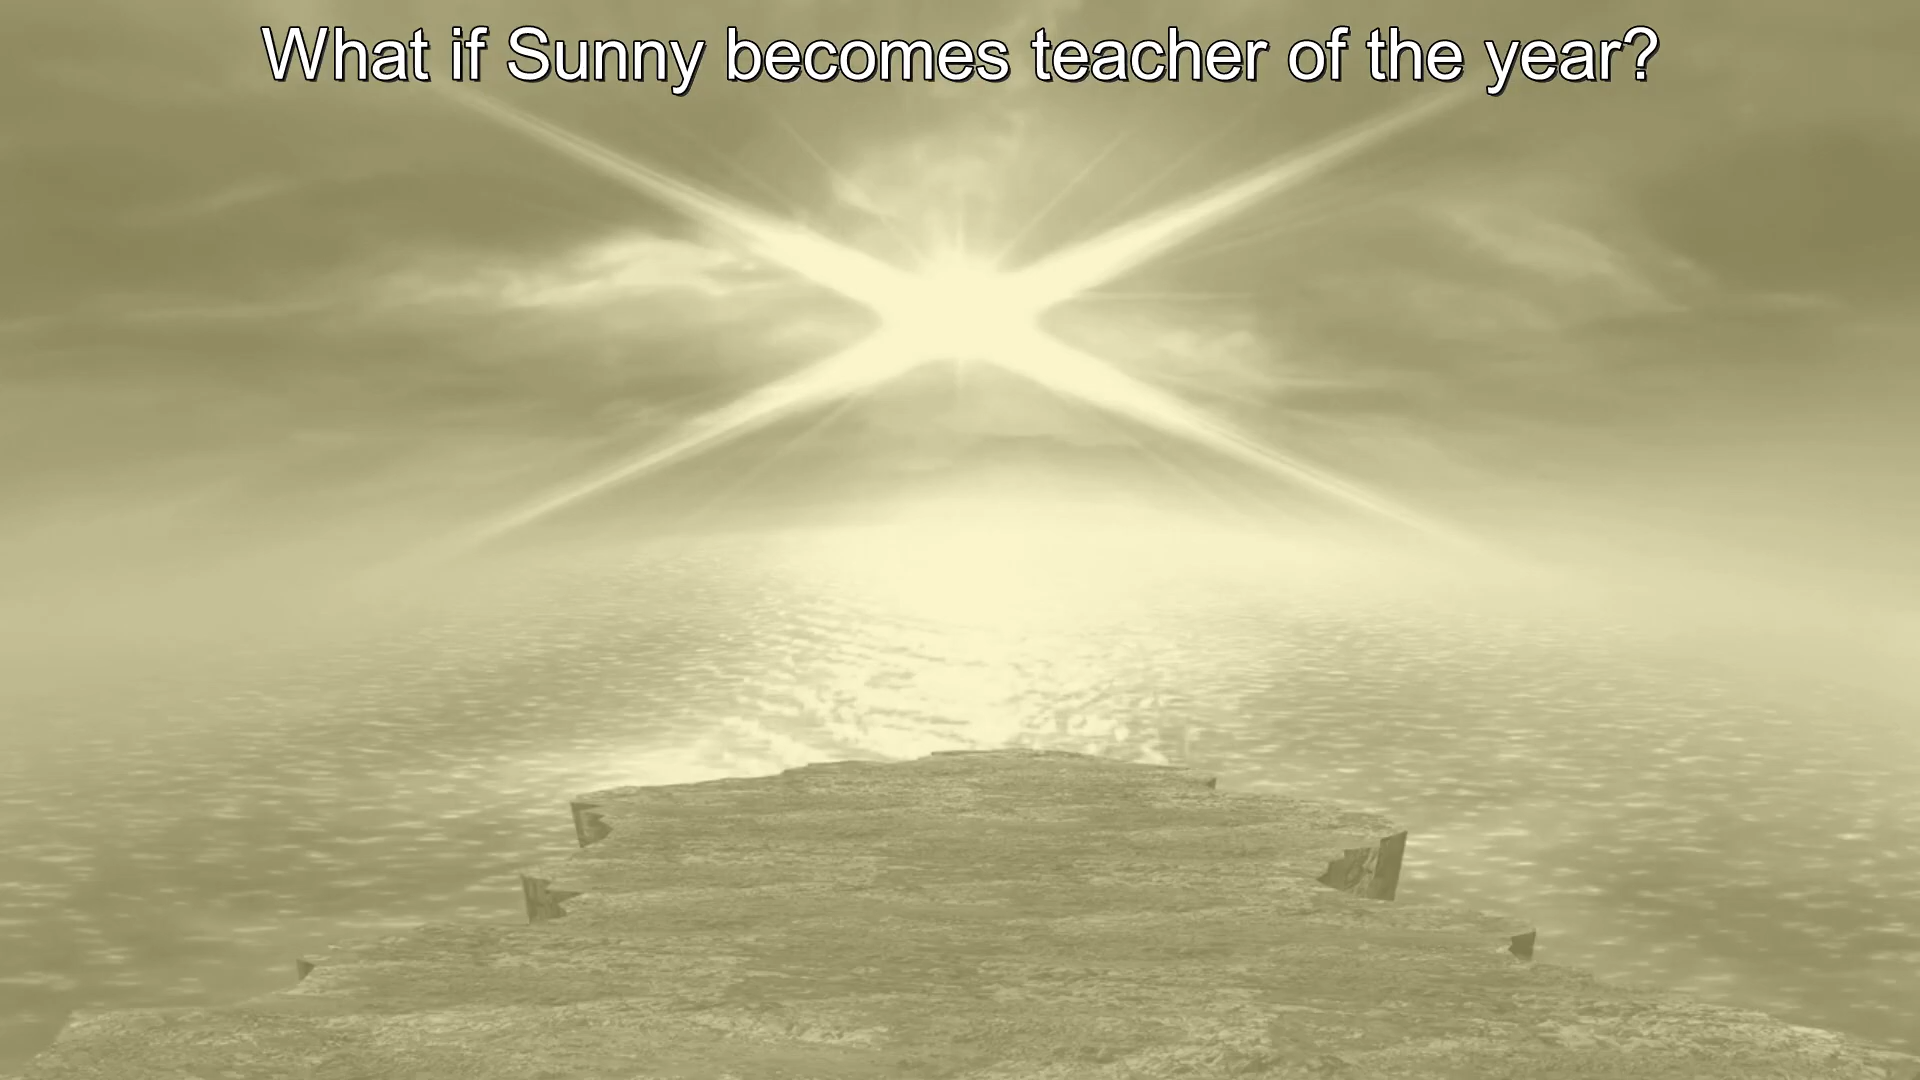 What if Sunny becomes teacher of the year?